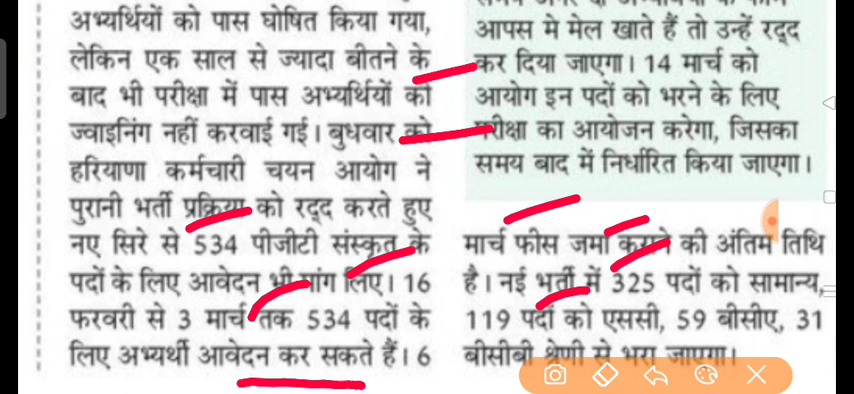 अभ्यर्थियों को पास घोषित किया गया,
लेकिन एक साल से ज्यादा बीतने के
बाद भी परीक्षा में पास अभ्यर्थियों को
ज्वाइनिंग नहीं करवाई गई। बुधवार को
हरियाणा कर्मचारी चयन आयोग ने
पुरानी भर्ती प्रक्रिया को रद्द करते हुए
नए सिरे से 534 पीजीटी संस्कृत के
पदों के लिए आवेदन भी मांग लिए। 16
फरवरी से 3 मार्च तक 534 पदों के
लिए अभ्यर्थी आवेदन कर सकते हैं। 6
आपस मे मेल खाते हैं तो उन्हें रद्द
कर दिया जाएगा। 14 मार्च को
आयोग इन पदों को भरने के लिए
परीक्षा का आयोजन करेगा, जिसका
समय बाद में निर्धारित किया जाएगा।
मार्च फीस जमा कराने की अंतिम तिथि
है। नई भर्ती में 325 पदों को सामान्य,
119 पदों को एससी, 59 बीसीए, 31
बीसीबी श्रेणी से भरा जाएगा।